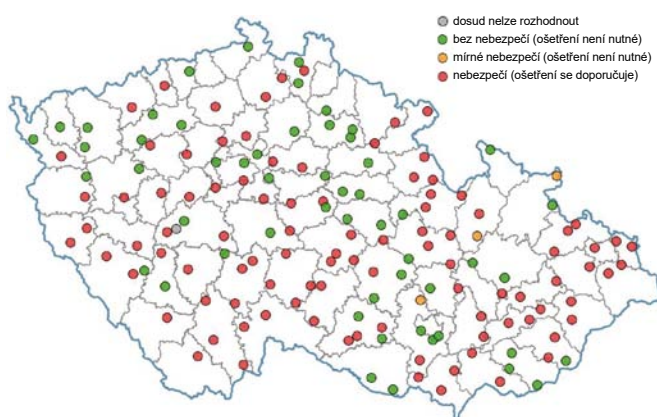 dosud nelze rozhodnout
bez nebezpečí (ošetření není nutné)
mírné nebezpečí (ošetření není nutné)
nebezpečí (ošetření se doporučuje)